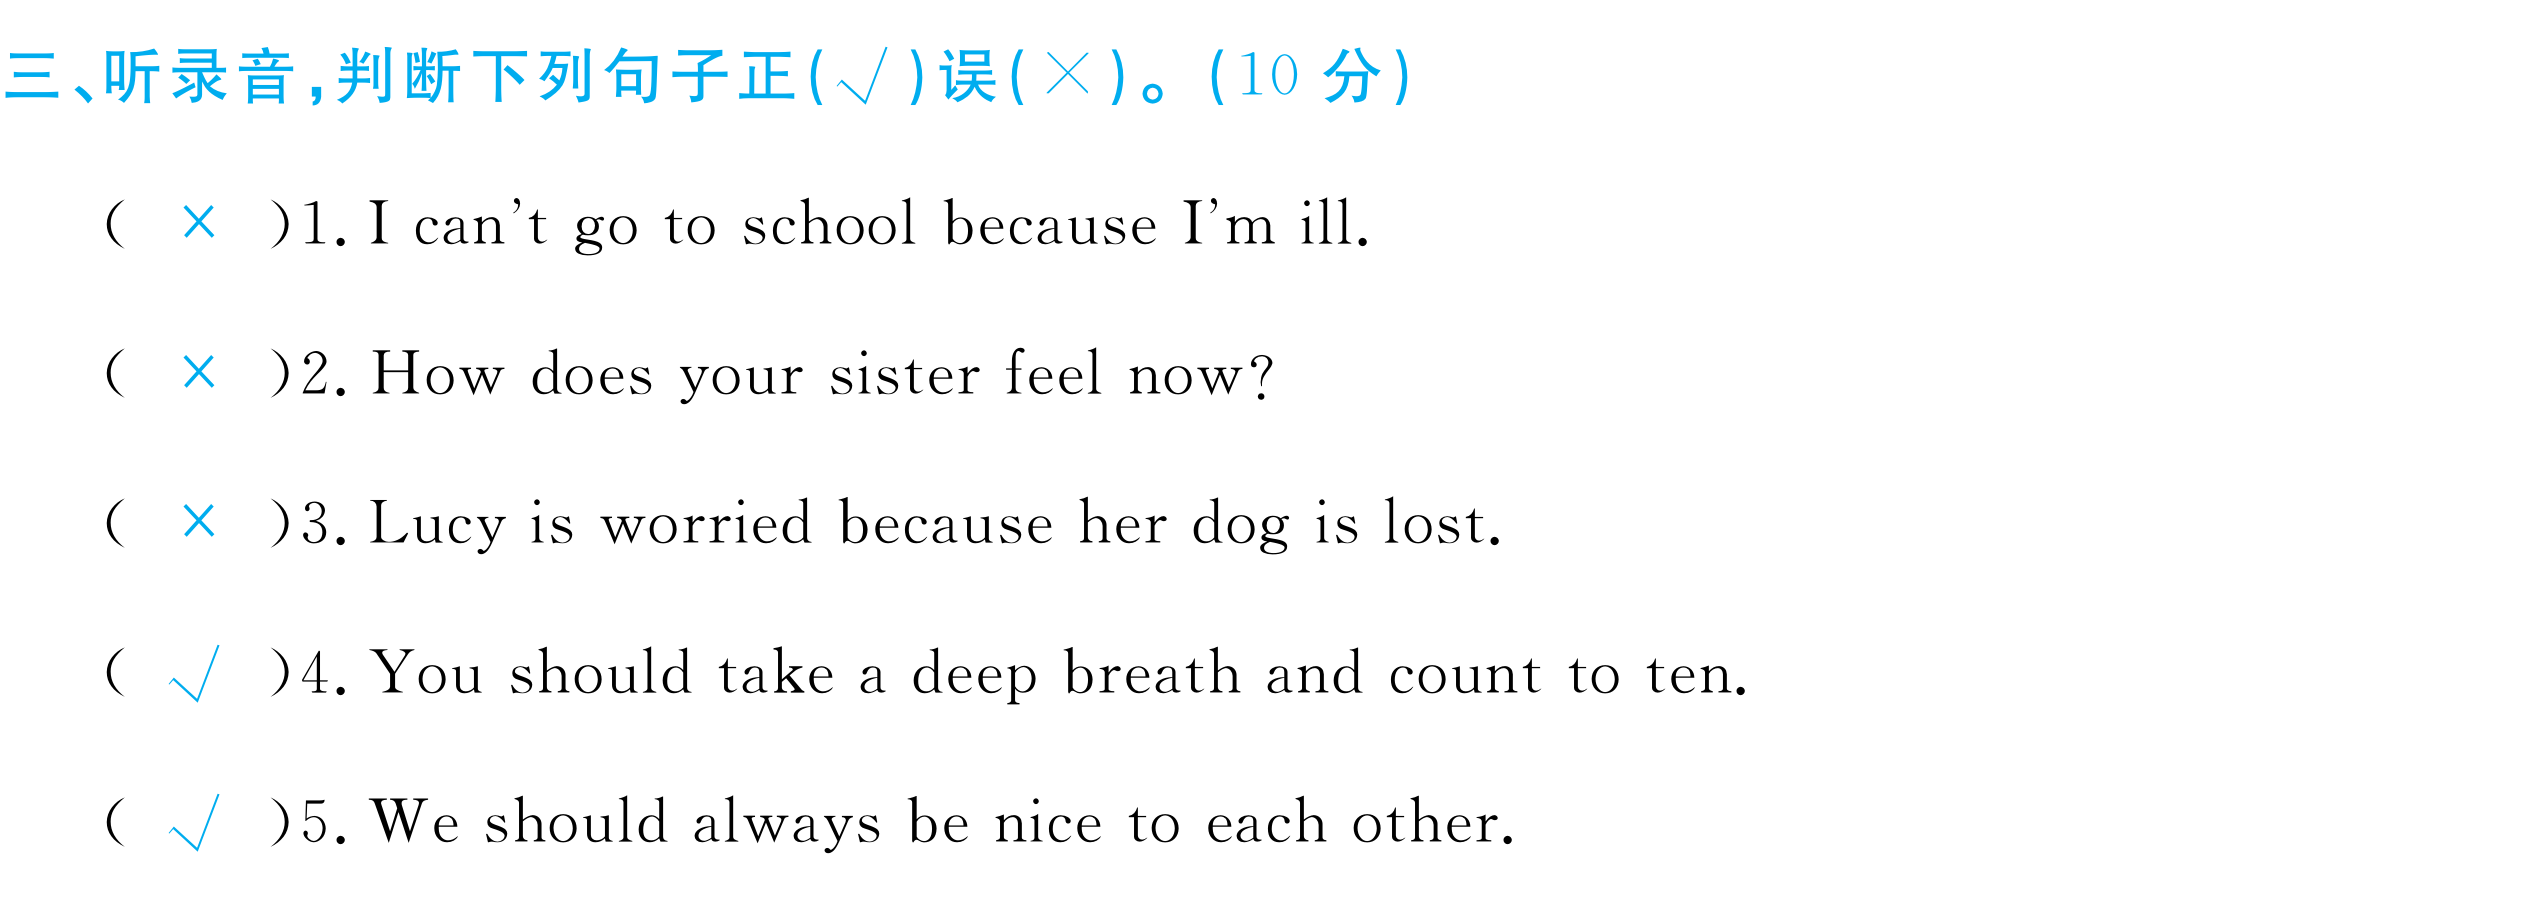 三、听录音,判断下列句子正(√)误(×)。(10 分)
( × )1. I can't go to school because I'm ill.
( × )2. How does your sister feel now?
( × )3. Lucy is worried because her dog is lost.
( √ )4. You should take a deep breath and count to ten.
( √ )5. We should always be nice to each other.